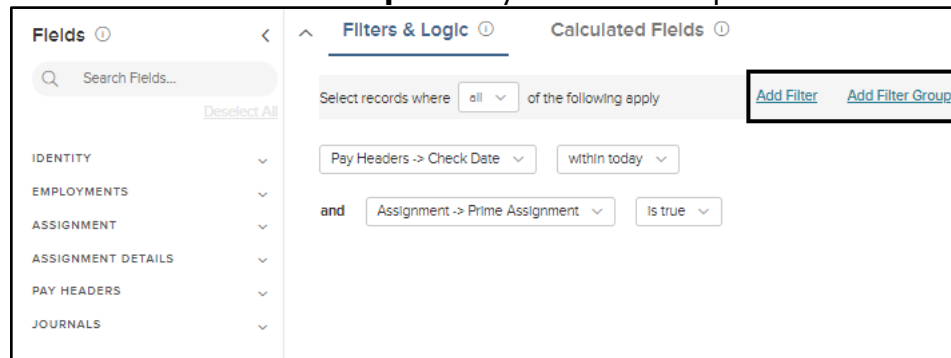 Fields
Filters & Logic
Calculated Fields
Search Fields...
Deselect All
Select records where all of the following apply
Add Filter Add Filter Group
IDENTITY
Pay Headers -> Check Date within today
EMPLOYMENTS
and Assignment -> Prime Assignment Is true
ASSIGNMENT
ASSIGNMENT DETAILS
PAY HEADERS
JOURNALS